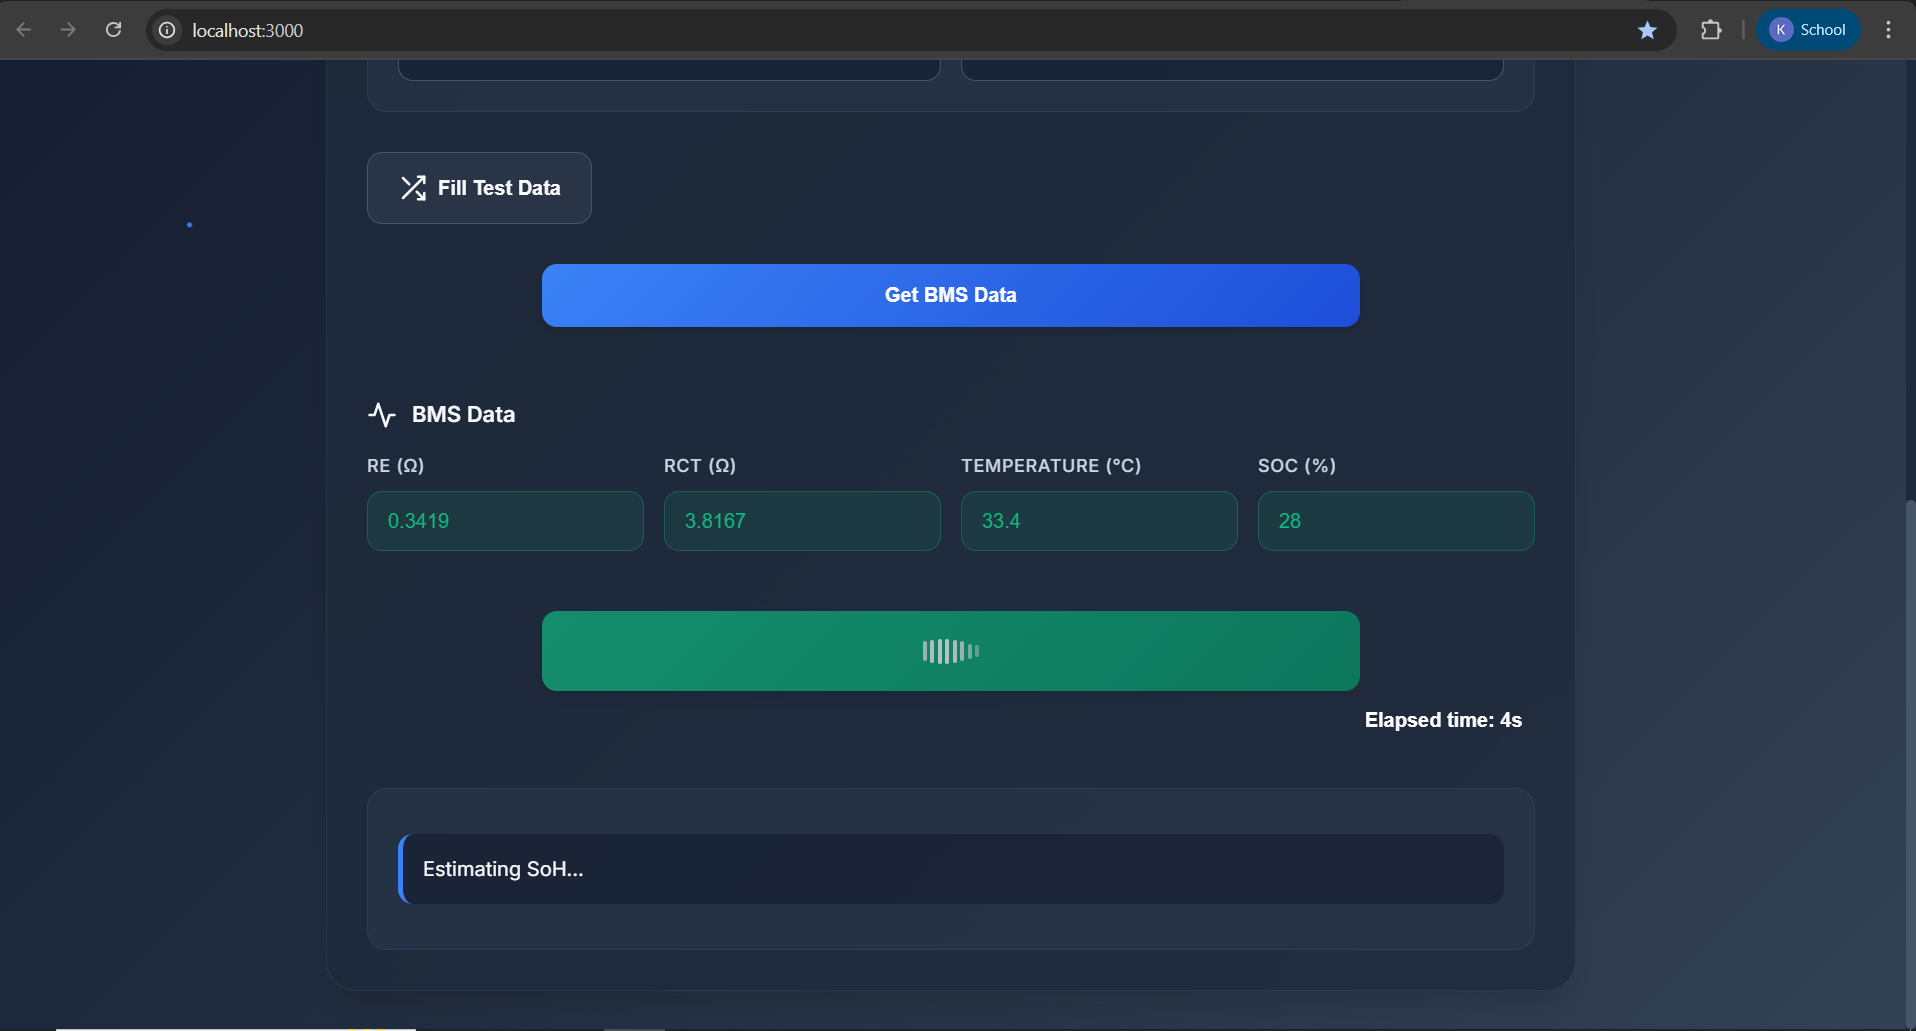 localhost:3000
K School
Fill Test Data
Get BMS Data
BMS Data
RE (Ω) RCT (Ω) TEMPERATURE (°C) SOC (%)
0.3419 3.8167 33.4 28
Elapsed time: 4s
Estimating SoH...